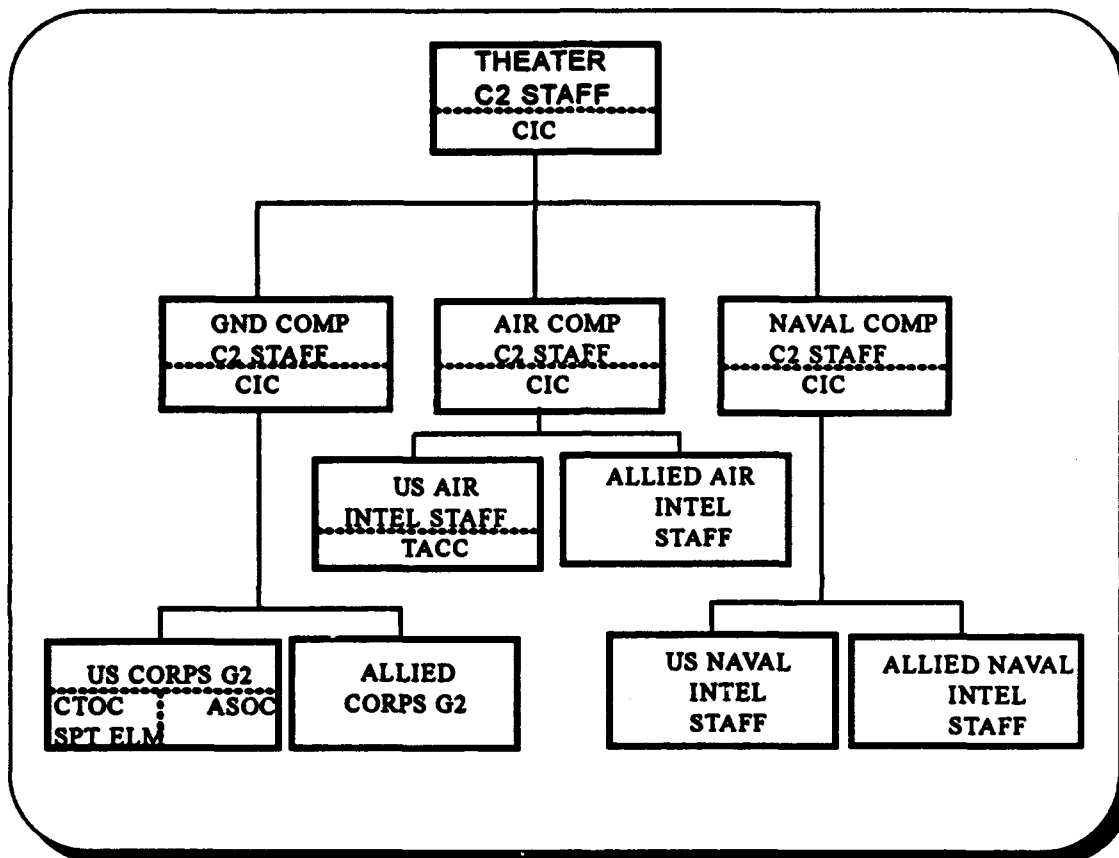 THEATER
C2 STAFF
CIC
GND COMP
C2 STAFF
CIC
AIR COMP
C2 STAFF
CIC
NAVAL COMP
C2 STAFF
CIC
US AIR
INTEL STAFF
TACC
ALLIED AIR
INTEL
STAFF
US CORPS G2
CTOC ASOC
SPT ELM
ALLIED
CORPS G2
US NAVAL
INTEL
STAFF
ALLIED NAVAL
INTEL
STAFF